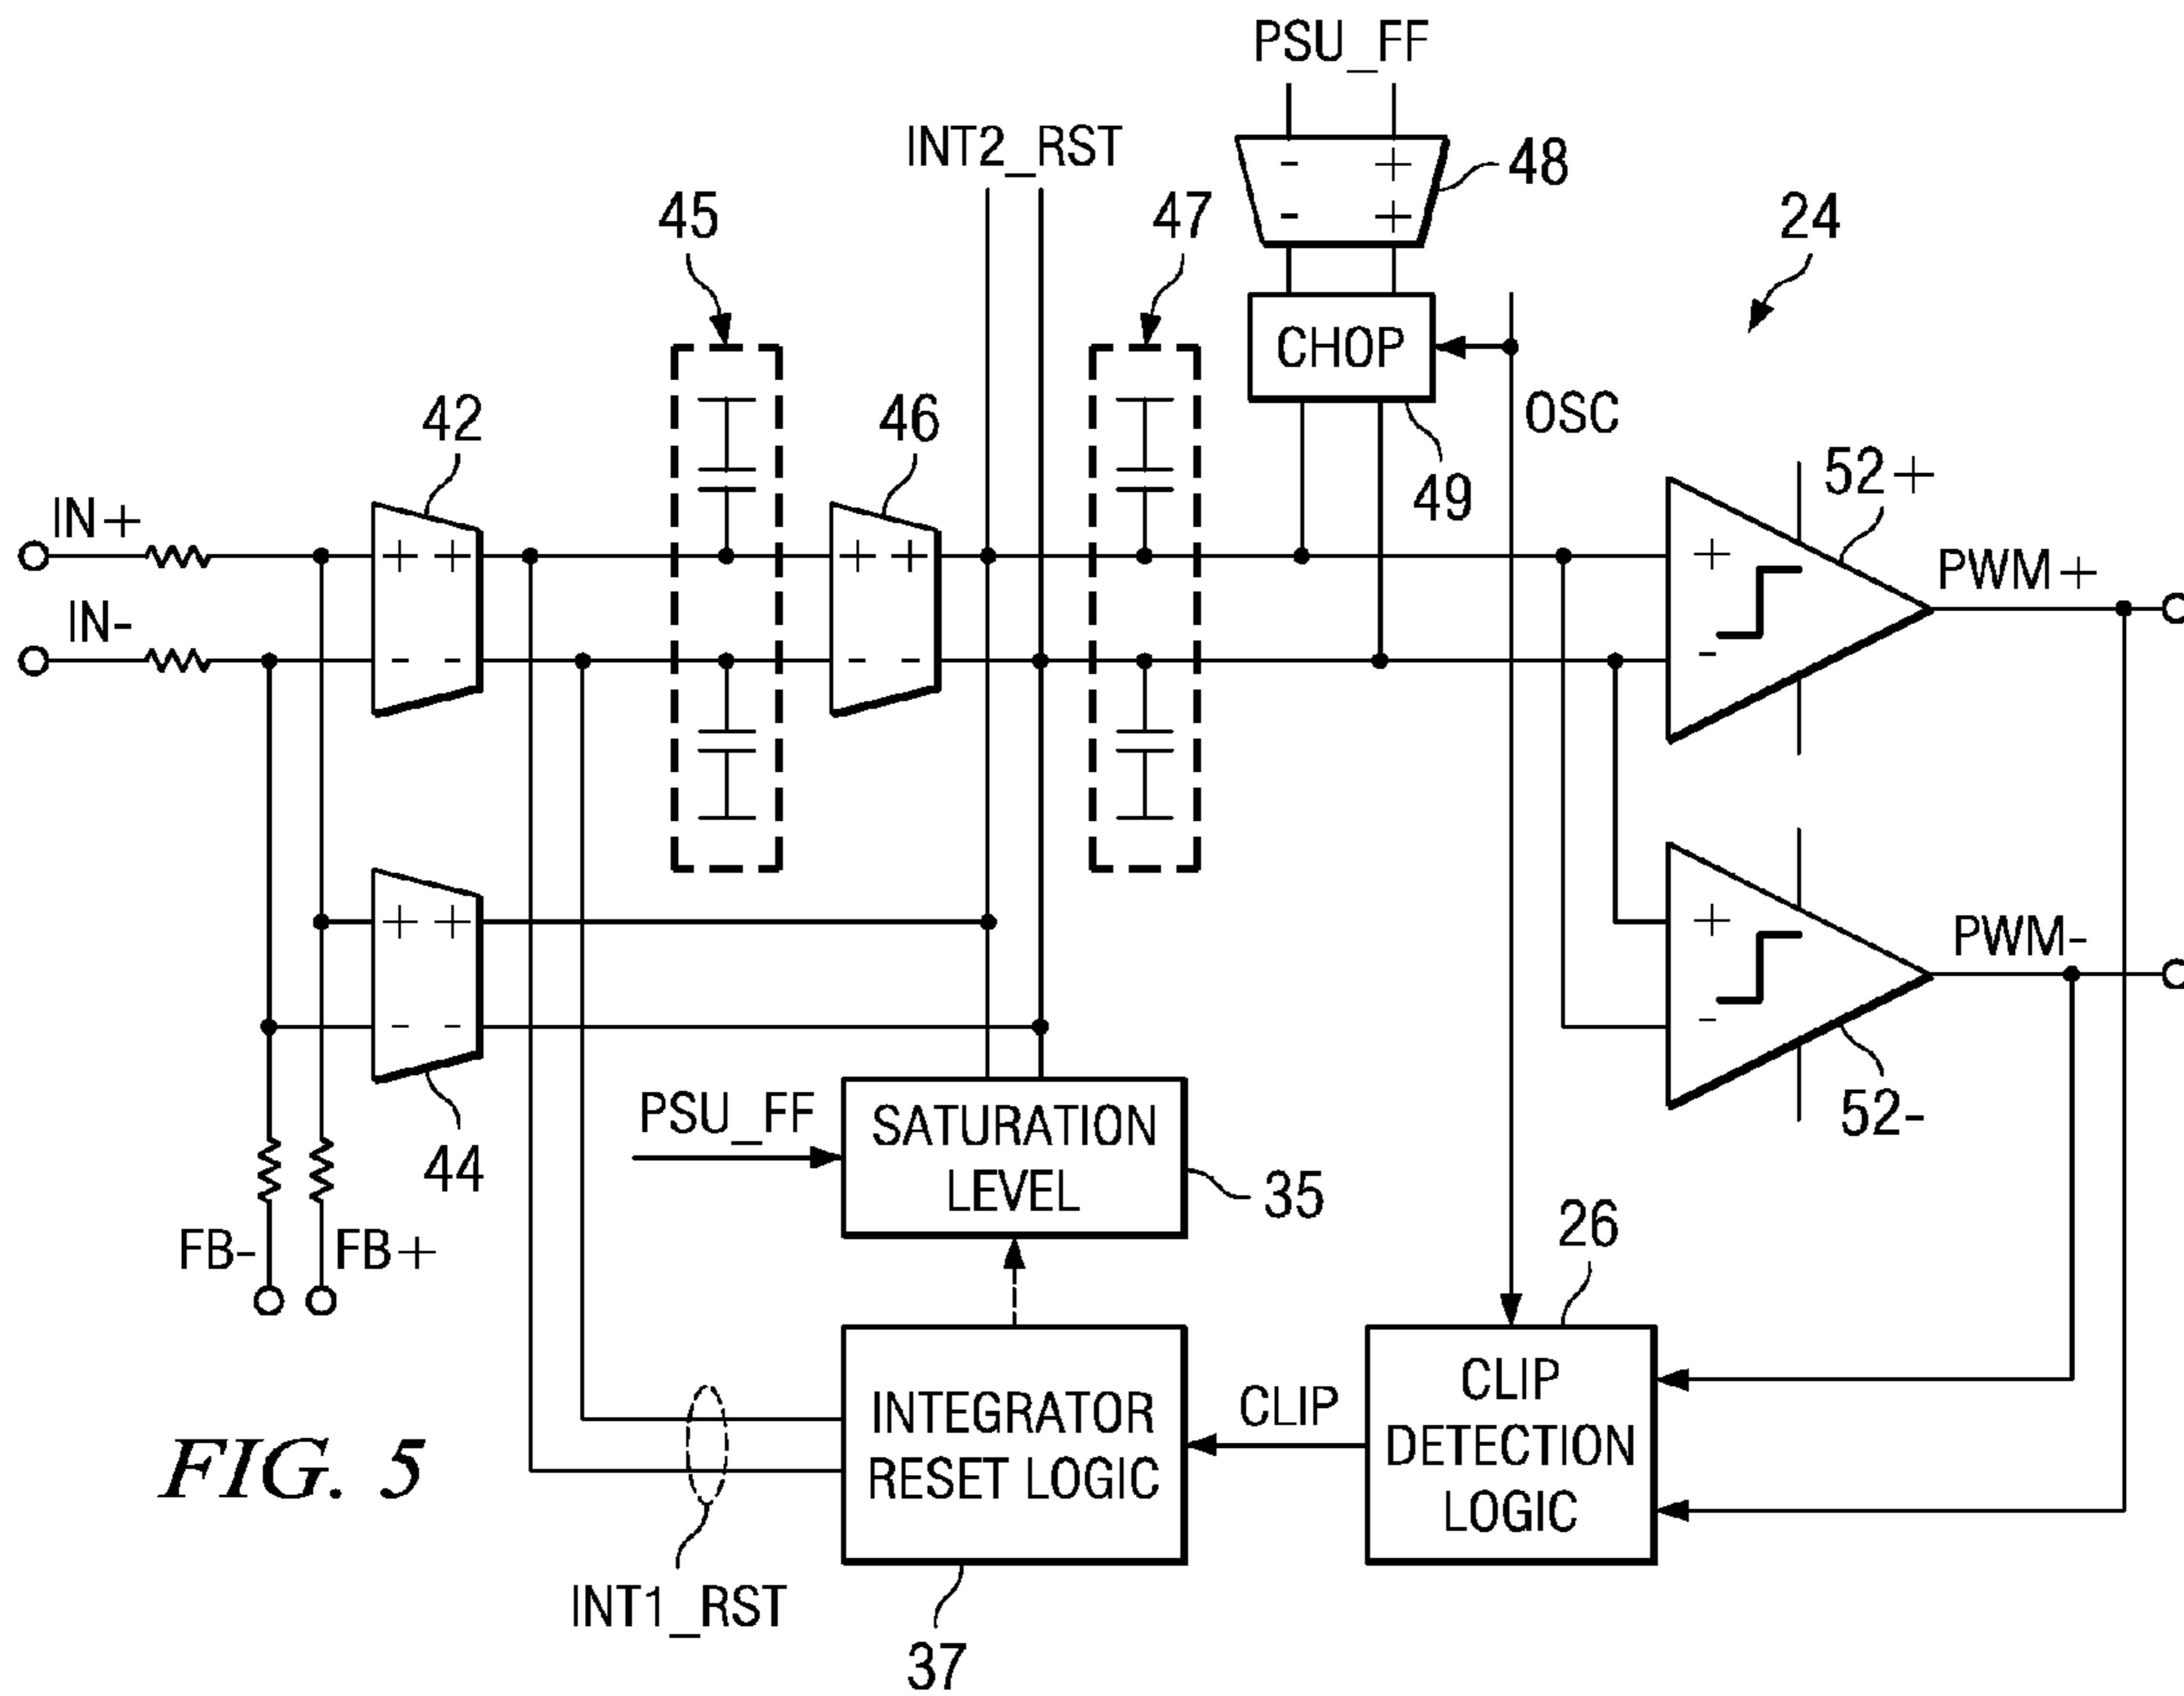 PSU_FF
INT2_RST
- +
- +
48
45
47
24
CHOP
42
46
OSC
52+
49
IN+
+ +
+ +
+
PWM+
IN-
- -
- -
-
+ +
+
PWM-
- -
-
PSU_FF
SATURATION
LEVEL
52-
44
35
26
FB-
FB+
INTEGRATOR
RESET LOGIC
CLIP
CLIP
DETECTION
LOGIC
FIG. 5
INT1_RST
37